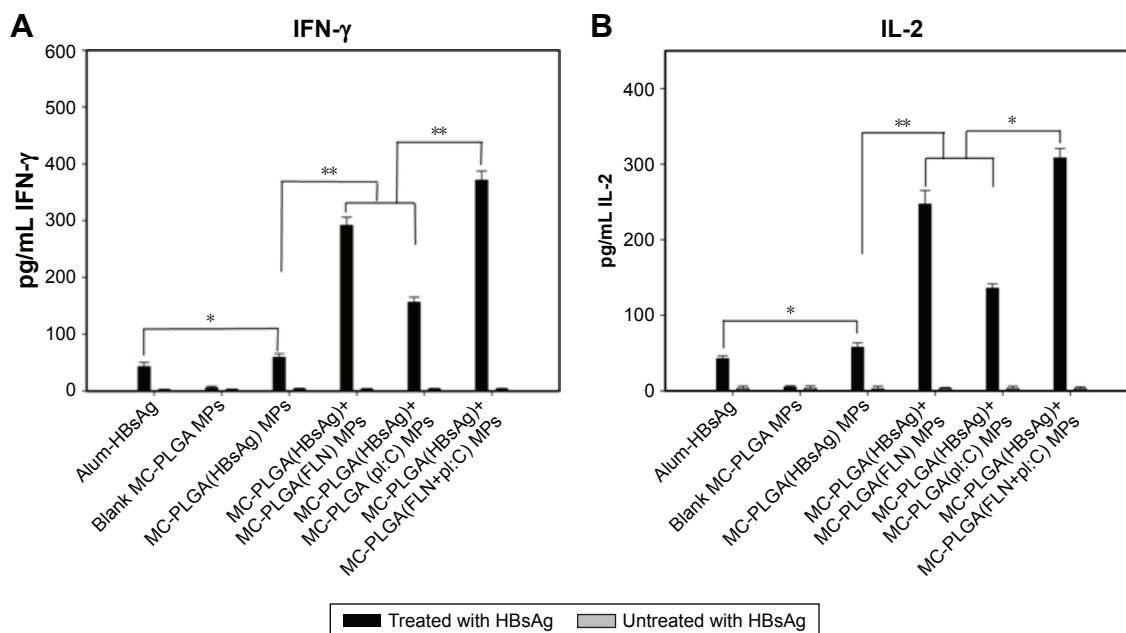 A
IFN-γ
pg/mL IFN-γ
600
500
400
300
200
100
0
*
**
**
Alum-HBsAg
Blank MC-PLGA MPs
MC-PLGA(HBsAg) MPs
MC-PLGA(HBsAg)+
MC-PLGA(FLN) MPs
MC-PLGA(HBsAg)+
MC-PLGA (pI:C) MPs
MC-PLGA(HBsAg)+
MC-PLGA(FLN+pI:C) MPs
B
IL-2
pg/mL IL-2
400
300
200
100
0
*
**
*
Alum-HBsAg
Blank MC-PLGA MPs
MC-PLGA(HBsAg) MPs
MC-PLGA(HBsAg)+
MC-PLGA(FLN) MPs
MC-PLGA(HBsAg)+
MC-PLGA(pI:C) MPs
MC-PLGA(HBsAg)+
MC-PLGA(FLN+pI:C) MPs
Treated with HBsAg
Untreated with HBsAg